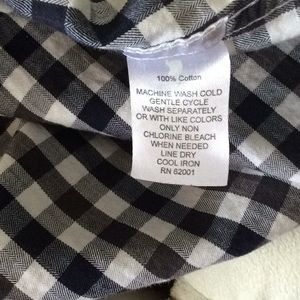 100% Cotton
MACHINE WASH COLD
GENTLE CYCLE
WASH SEPARATELY
OR WITH LIKE COLORS
ONLY NON
CHLORINE BLEACH
WHEN NEEDED
LINE DRY
COOL IRON
RN 62001